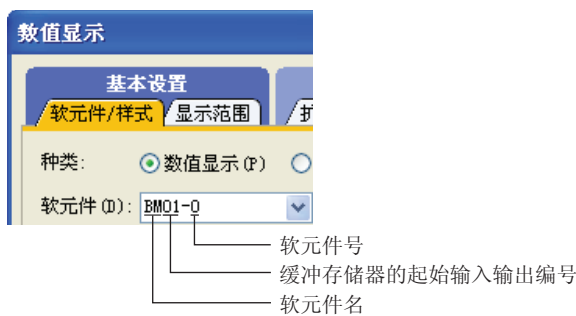 数值显示
基本设置
软元件/样式 显示范围 扩
种类: 数值显示(P)
软元件(D): BM01-0
软元件号
缓冲存储器的起始输入输出编号
软元件名